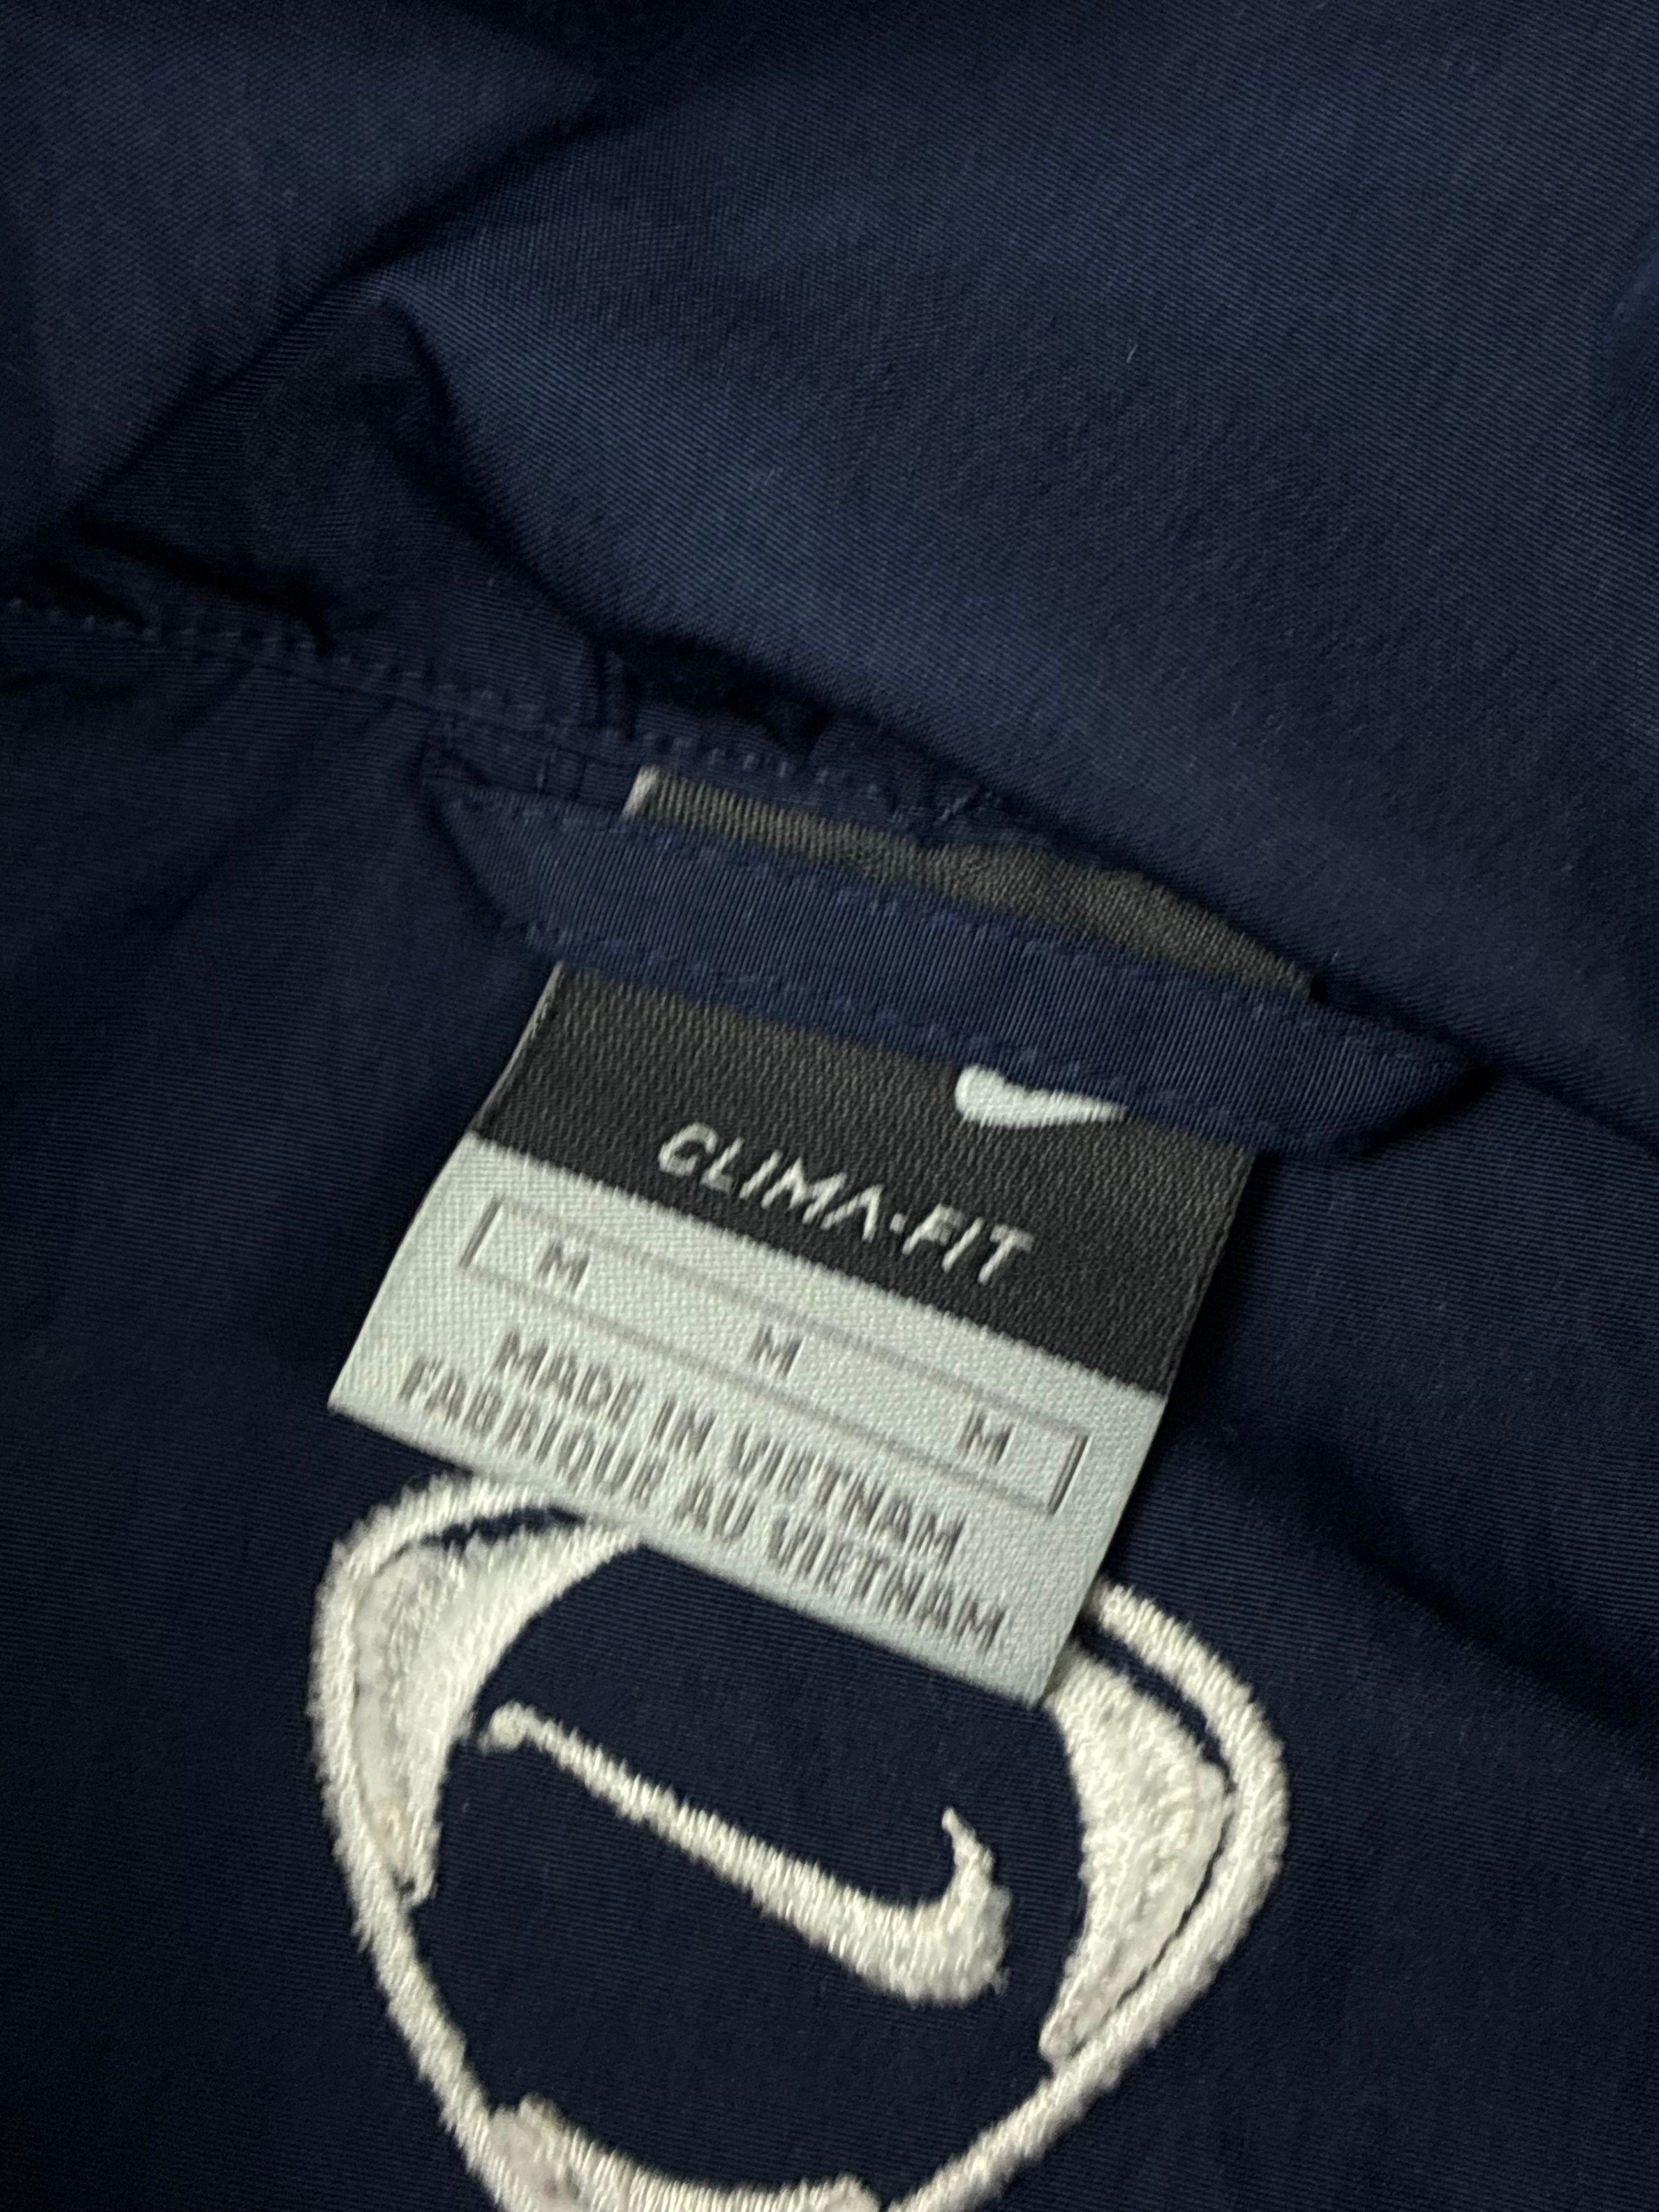 CLIMA·FIT
M M M
MADE IN VIETNAM
FABRIQUE AU VIETNAM